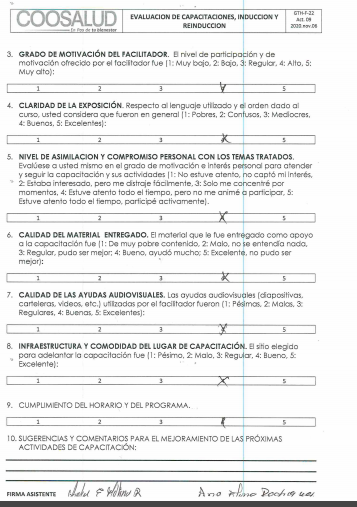 COOSALUD
En Pos de tu bienestar
EVALUACION DE CAPACITACIONES, INDUCCION Y
REINDUCCION
GTH-F-22
Act. 09
2020.nov.06
3. GRADO DE MOTIVACIÓN DEL FACILITADOR. El nivel de participación y de
motivación ofrecido por el facilitador fue (1: Muy bajo, 2: Bajo, 3: Regular, 4: Alto, 5:
Muy alto):
1 2 3 5
4. CLARIDAD DE LA EXPOSICIÓN. Respecto al lenguaje utilizado y el orden dado al
curso, usted considera que fueron en general (1: Pobres, 2: Confusos, 3: Mediocres,
4: Buenos, 5: Excelentes):
1 2 3 5
5. NIVEL DE ASIMILACION Y COMPROMISO PERSONAL CON LOS TEMAS TRATADOS.
Evalúese a usted mismo en el grado de motivación e interés personal para atender
y seguir la capacitación y sus actividades (1: No estuve atento, no captó mi interés,
2: Estaba interesado, pero me distraje fácilmente, 3: Solo me concentré por
momentos, 4: Estuve atento todo el tiempo, pero no me animé a participar, 5:
Estuve atento todo el tiempo, participé activamente).
1 2 3 5
6. CALIDAD DEL MATERIAL ENTREGADO. El material que le fue entregado como apoyo
a la capacitación fue (1: De muy pobre contenido, 2: Malo, no se entendía nada,
3: Regular, pudo ser mejor; 4: Bueno, ayudó mucho; 5: Excelente, no pudo ser
mejor):
1 2 3 5
7. CALIDAD DE LAS AYUDAS AUDIOVISUALES. Las ayudas audiovisuales (diapositivas,
carteleras, videos, etc.) utilizadas por el facilitador fueron (1: Pésimas, 2: Malas, 3:
Regulares, 4: Buenas, 5: Excelentes):
1 2 3 5
8. INFRAESTRUCTURA Y COMODIDAD DEL LUGAR DE CAPACITACIÓN. El sitio elegido
para adelantar la capacitación fue (1: Pésimo, 2: Malo, 3: Regular, 4: Bueno, 5:
Excelente):
1 2 3 5
9. CUMPLIMIENTO DEL HORARIO Y DEL PROGRAMA.
1 2 3 5
10. SUGERENCIAS Y COMENTARIOS PARA EL MEJORAMIENTO DE LAS PRÓXIMAS
ACTIVIDADES DE CAPACITACIÓN:
FIRMA ASISTENTE